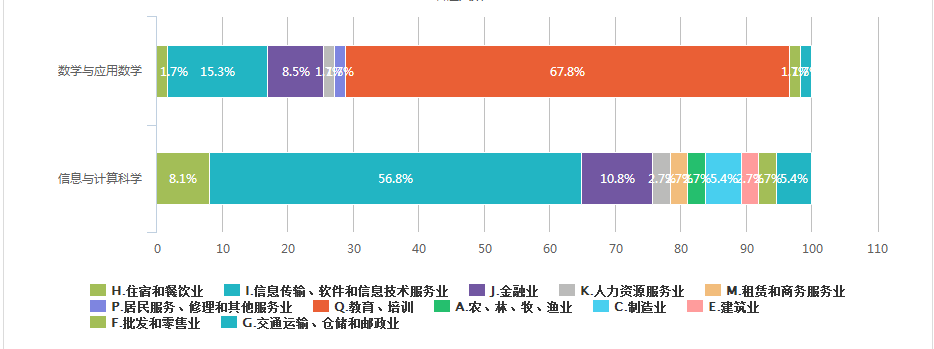 数学与应用数学
1.7% 15.3% 8.5% 67.8%
信息与计算科学
8.1% 56.8% 10.8% 2.7% 5.4% 2.7% 5.4%
0 10 20 30 40 50 60 70 80 90 100 110
H.住宿和餐饮业 I.信息传输、软件和信息技术服务业 J.金融业 K.人力资源服务业 M.租赁和商务服务业
P.居民服务、修理和其他服务业 Q.教育、培训 A.农、林、牧、渔业 C.制造业 E.建筑业
F.批发和零售业 G.交通运输、仓储和邮政业